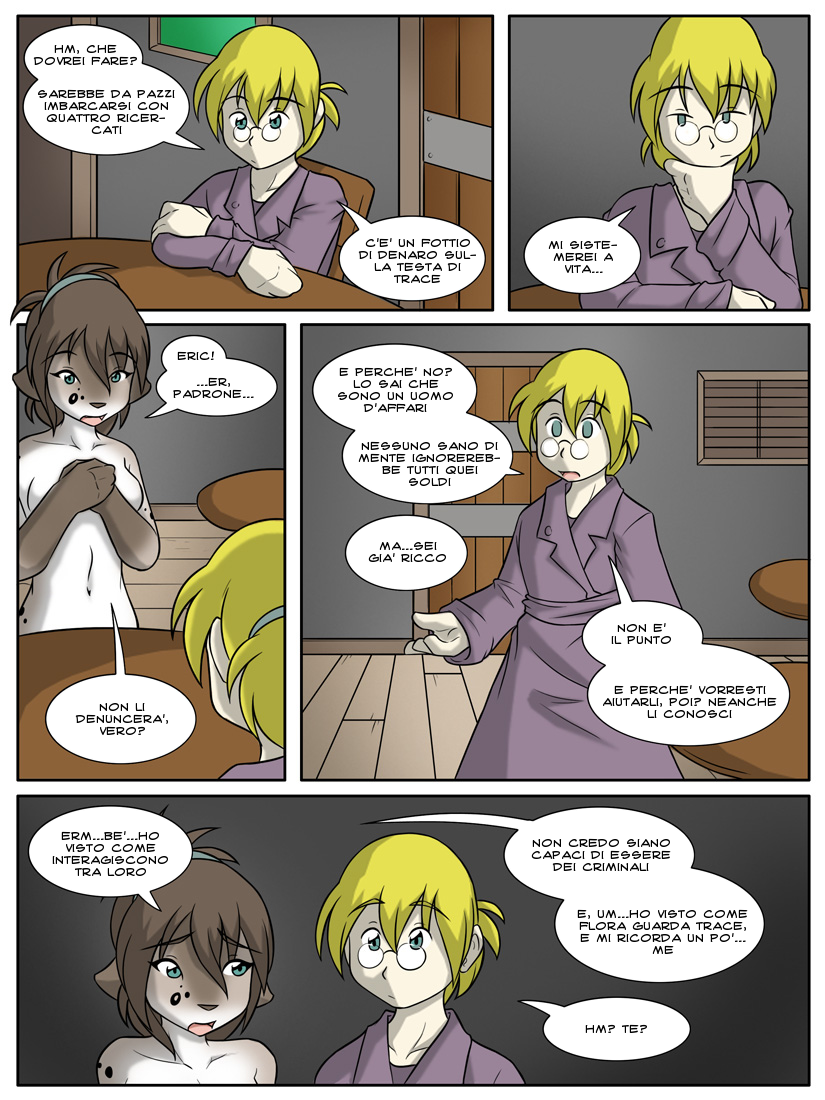 HM, CHE
DOVREI FARE?
SAREBBE DA PAZZI
IMBARCARSI CON
QUATTRO RICER-
CATI
C'E' UN FOTTIO
DI DENARO SUL-
LA TESTA DI
TRACE
MI SISTE-
MEREI A
VITA...
ERIC!
...ER,
PADRONE...
NON LI
DENUNCERA',
VERO?
E PERCHE' NO?
LO SAI CHE
SONO UN UOMO
D'AFFARI
NESSUNO SANO DI
MENTE IGNOREREB-
BE TUTTI QUEI
SOLDI
MA...SEI
GIA' RICCO
NON E'
IL PUNTO
E PERCHE' VORRESTI
AIUTARLI, POI? NEANCHE
LI CONOSCI
ERM...BE'...HO
VISTO COME
INTERAGISCONO
TRA LORO
NON CREDO SIANO
CAPACI DI ESSERE
DEI CRIMINALI
E, UM...HO VISTO COME
FLORA GUARDA TRACE,
E MI RICORDA UN PO'...
ME
HM? TE?